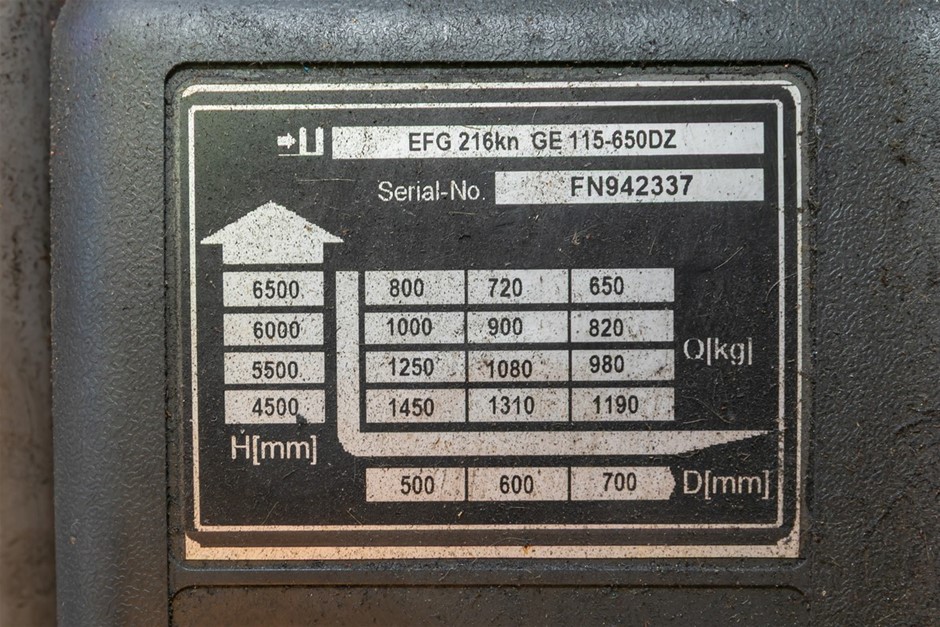 EFG 216kn GE 115-650DZ
Serial-No. FN942337
6500 800 720 650
6000 1000 900 820
Q[kg]
5500 1250 1080 980
4500 1450 1310 1190
H[mm]
500 600 700 D[mm]